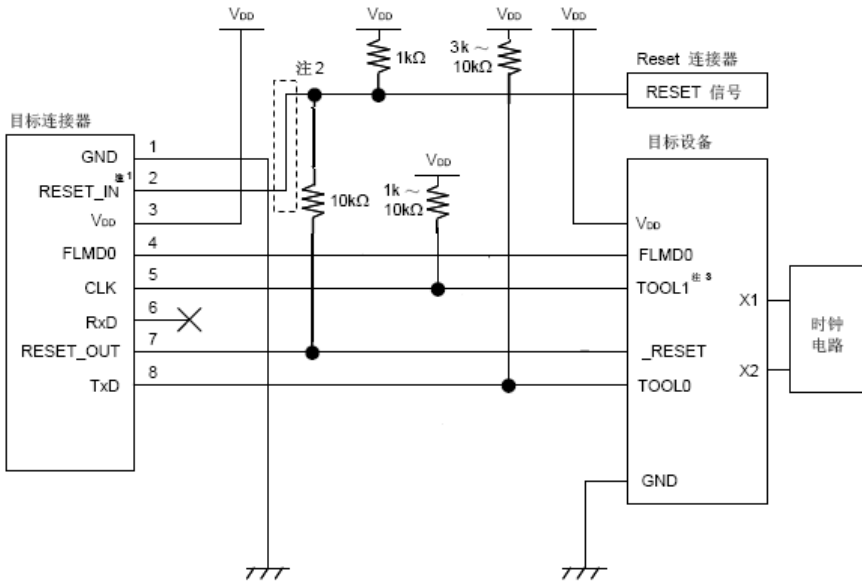 VDD
VDD
VDD
VDD
注 2
1kΩ
3k ~
10kΩ
Reset 连接器
RESET 信号
目标连接器
目标设备
GND
1
RESET_IN 注 1
2
VDD
3
FLMD0
4
CLK
5
RxD
6
RESET_OUT
7
TxD
8
10kΩ
VDD
1k ~
10kΩ
VDD
FLMD0
TOOL1 注 3
_RESET
TOOL0
GND
X1
X2
时钟
电路